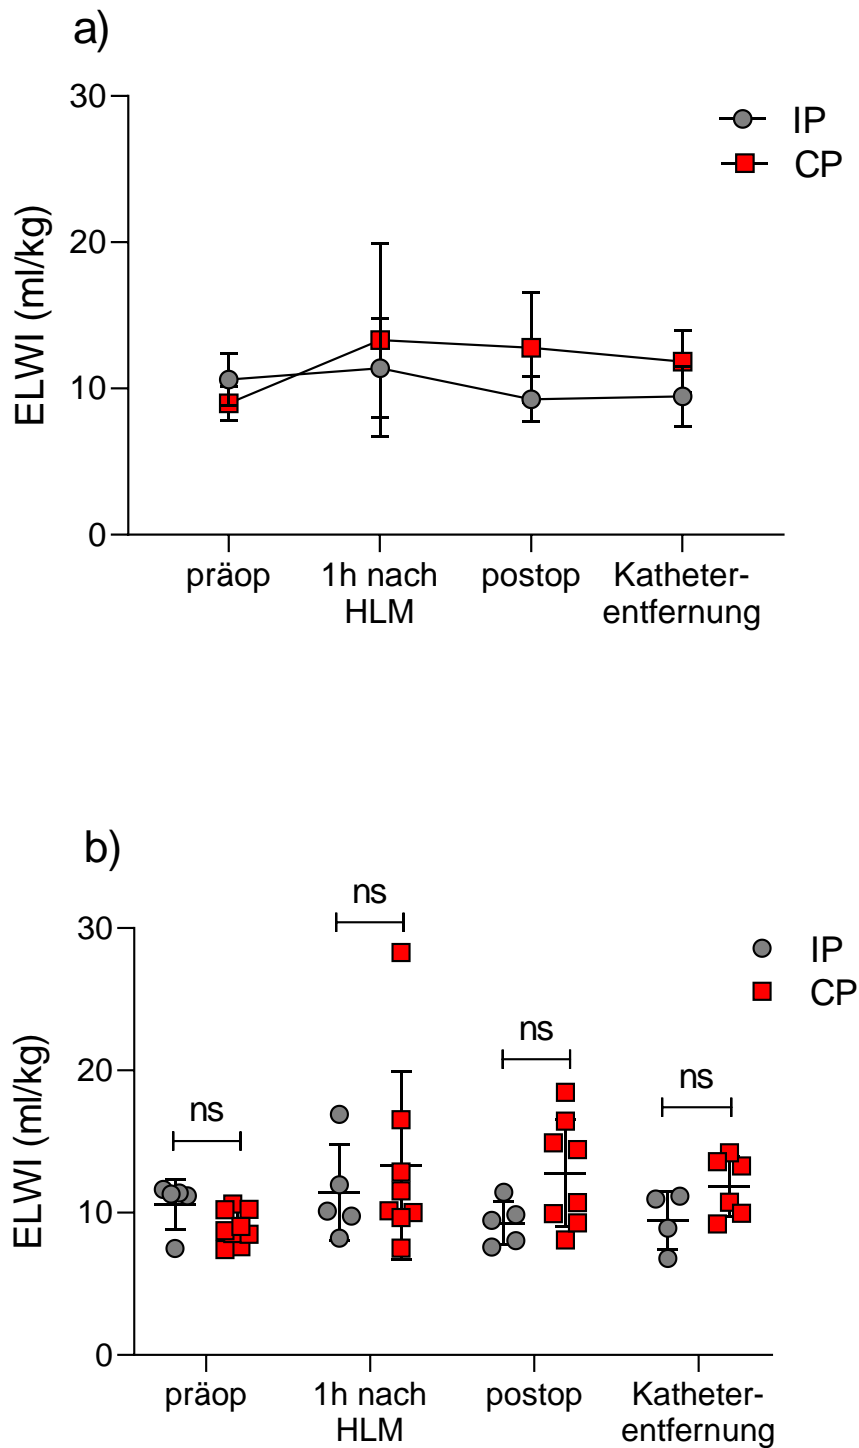 a)
30
20
10
0
ELWI (ml/kg)
IP
CP
präop
1h nach
HLM
postop
Katheter-
entfernung
b)
30
20
10
0
ELWI (ml/kg)
ns
ns
ns
ns
IP
CP
präop
1h nach
HLM
postop
Katheter-
entfernung